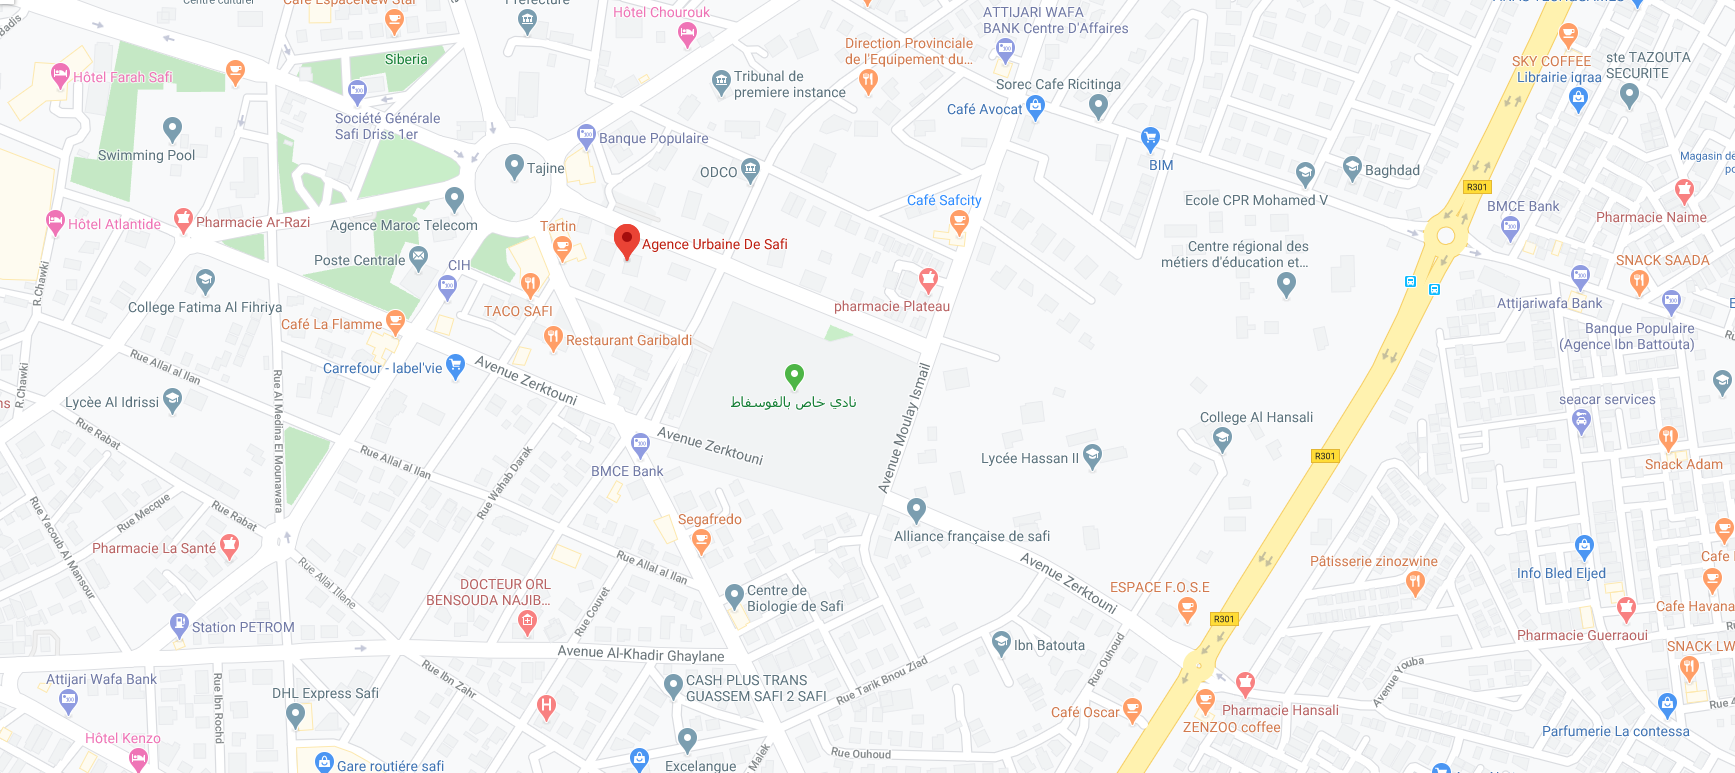 Centre culturel
Café EspaceNew Star
Préfecture
Hôtel Chourouk
ATTIJARI WAFA
BANK Centre D'Affaires
Badis
Siberia
Direction Provinciale
de l'Equipement du...
SKY COFFEE
ste TAZOUTA
SECURITE
Hôtel Farah Safi
Tribunal de
premiere instance
Sorec Cafe Ricitinga
Librairie iqraa
Société Générale
Safi Driss 1er
Café Avocat
Banque Populaire
Swimming Pool
Tajine
ODCO
BIM
Baghdad
Magasin de
R301
Ecole CPR Mohamed V
Café Safcity
BMCE Bank
Pharmacie Naime
Hôtel Atlantide
Pharmacie Ar-Razi
Agence Maroc Telecom
Tartin
Agence Urbaine De Safi
Centre régional des
métiers d'éducation et...
Poste Centrale
CIH
SNACK SAADA
R.Chawki
College Fatima Al Fihriya
TACO SAFI
pharmacie Plateau
Attijariwafa Bank
Café La Flamme
Restaurant Garibaldi
Banque Populaire
(Agence Ibn Battouta)
Rue Allal al Ilan
Carrefour - label'vie
Avenue Zerktouni
R.Chawki
Rue Al Medina El Mounawara
Lycèe Al Idrissi
نادي خاص بالفوسفاط
Avenue Moulay Ismail
seacar services
College Al Hansali
Rue Rabat
Avenue Zerktouni
R301
Lycée Hassan II
Snack Adam
Rue Allal al Ilan
BMCE Bank
Rue Wahab Darak
Rue Mecque
Rue Rabat
Rue Yacoub Al Mansour
Segafredo
Alliance française de safi
Pharmacie La Santé
Rue Allal al Ilan
Avenue Zerktouni
Pâtisserie zinozwine
Info Bled Eljed
Rue Allal Illane
DOCTEUR ORL
BENSOUDA NAJIB...
Centre de
Biologie de Safi
ESPACE F.O.S.E
Cafe Havana
Rue Couvet
R301
Station PETROM
Pharmacie Guerraoui
Avenue Al-Khadir Ghaylane
Ibn Batouta
Rue Ouhoud
SNACK LW
Attijari Wafa Bank
Rue Ibn Zahr
CASH PLUS TRANS
GUASSEM SAFI 2 SAFI
Rue Tarik Bnou Ziad
Avenue Youba
Rue Ibn Rochd
DHL Express Safi
Café Oscar
Pharmacie Hansali
ZENZOO coffee
Parfumerie La contessa
Hôtel Kenzo
Rue Ouhoud
Malek
Gare routiére safi
Excelangue